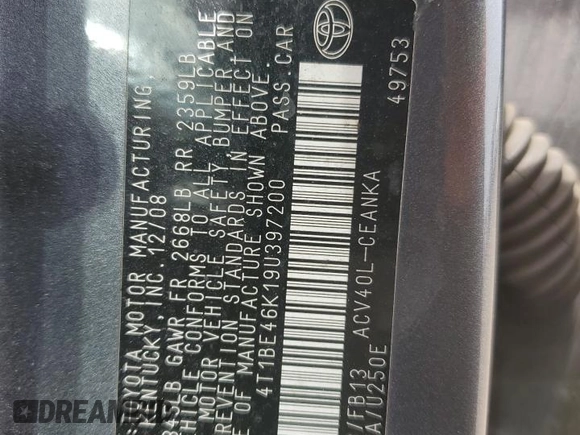 TOYOTA MOTOR MANUFACTURING,
KENTUCKY, INC. 12/08
LB GAWR FR 2668LB RR 2359LB
VEHICLE CONFORMS TO ALL APPLICABLE
MOTOR VEHICLE SAFETY BUMPER AND
PREVENTION STANDARDS IN EFFECT ON
OF MANUFACTURE SHOWN ABOVE.
4T1BE46K19U397200 PASS.CAR
/FB13 ACV40L-CEANKA
A/U250E 49753
DREAM